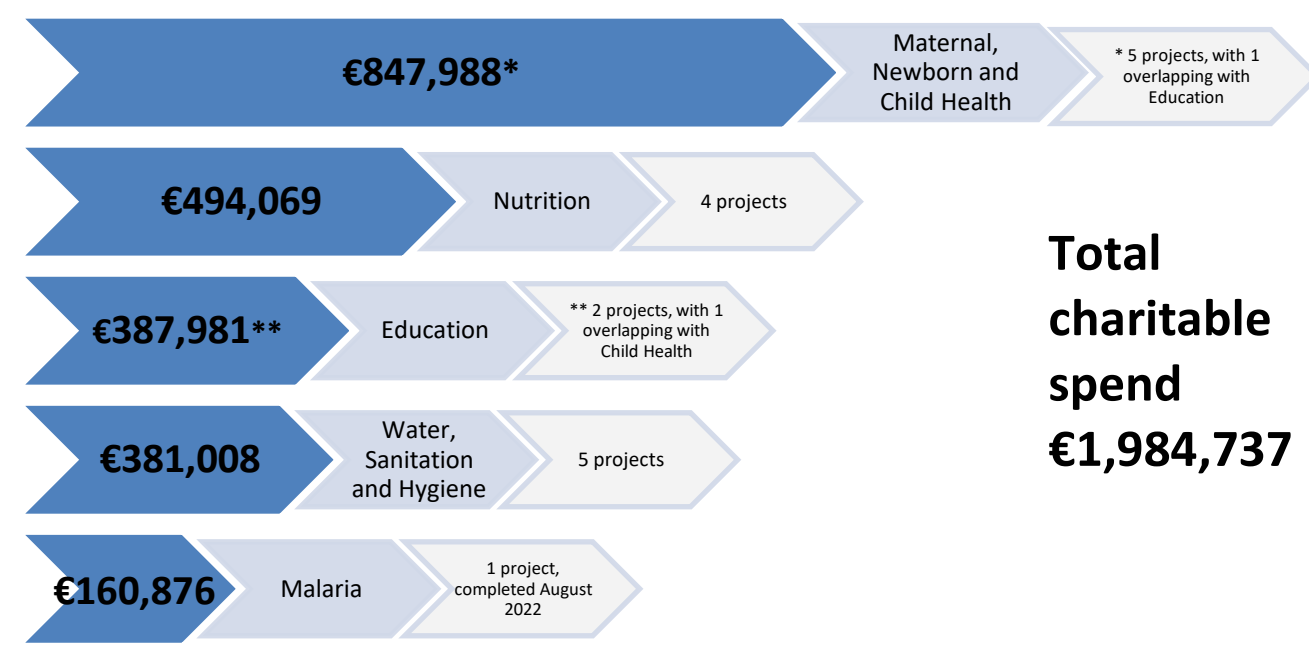 €847,988*
Maternal,
Newborn and
Child Health
* 5 projects, with 1
overlapping with
Education
€494,069
Nutrition
4 projects
€387,981**
Education
** 2 projects, with 1
overlapping with
Child Health
€381,008
Water,
Sanitation
and Hygiene
5 projects
€160,876
Malaria
1 project,
completed August
2022
Total
charitable
spend
€1,984,737